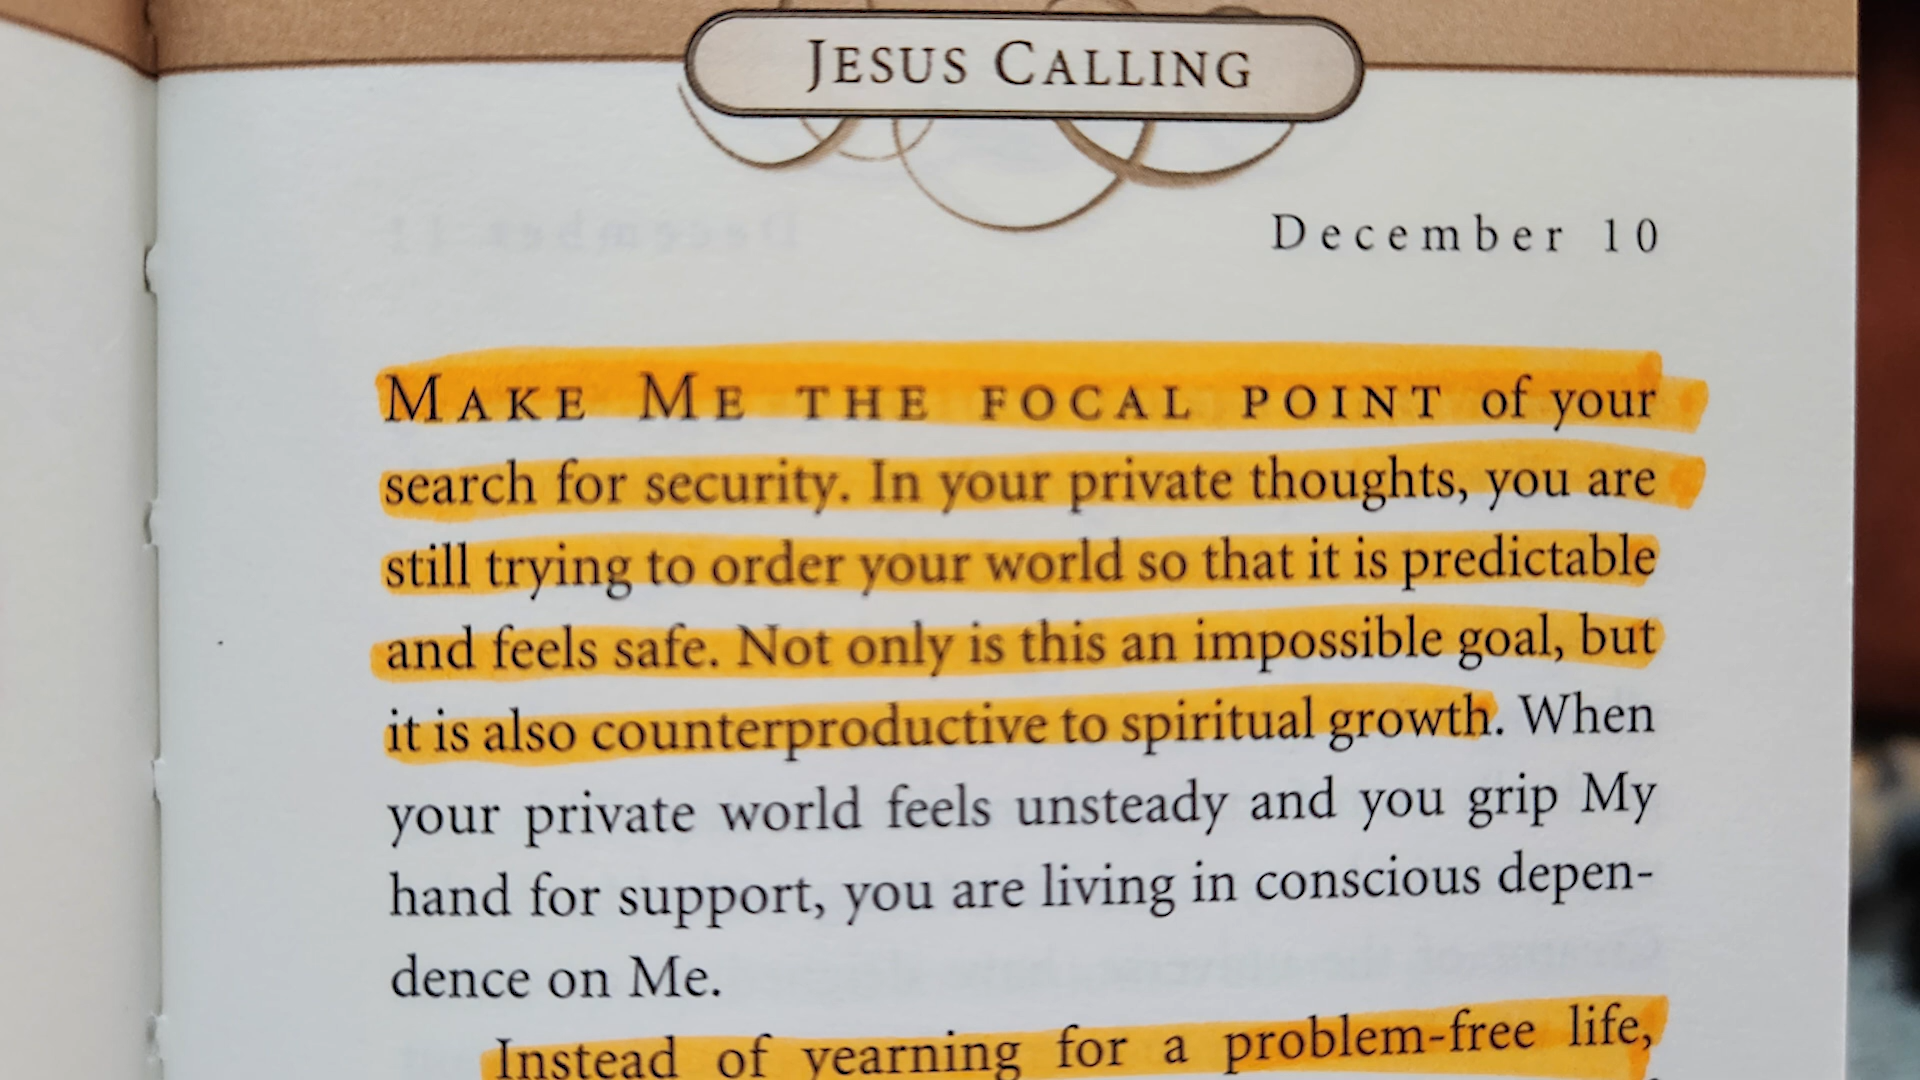 JESUS CALLING
December 10
MAKE ME THE FOCAL POINT of your
search for security. In your private thoughts, you are
still trying to order your world so that it is predictable
and feels safe. Not only is this an impossible goal, but
it is also counterproductive to spiritual growth. When
your private world feels unsteady and you grip My
hand for support, you are living in conscious depen-
dence on Me.
Instead of yearning for a problem-free life,